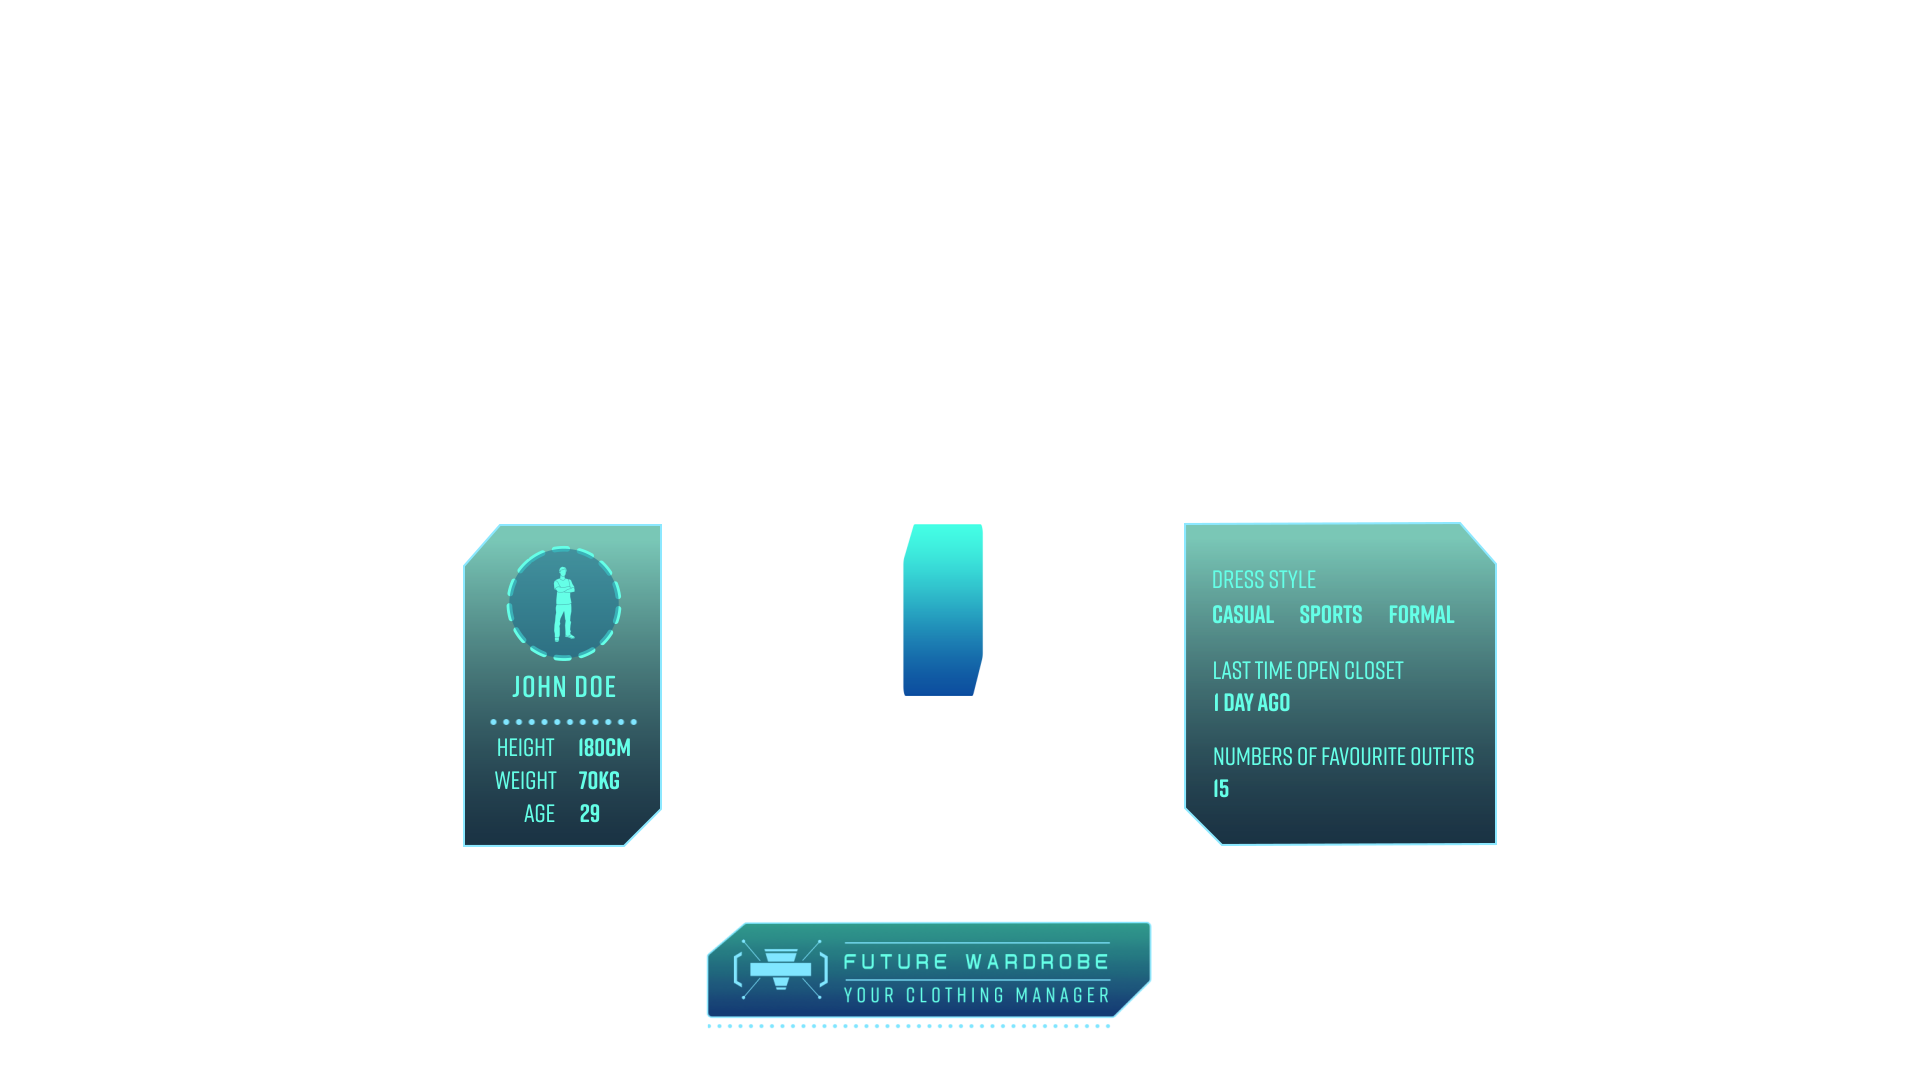 JOHN DOE
HEIGHT 180CM
WEIGHT 70KG
AGE 29
DRESS STYLE
CASUAL SPORTS FORMAL
LAST TIME OPEN CLOSET
1 DAY AGO
NUMBERS OF FAVOURITE OUTFITS
15
FUTURE WARDROBE
YOUR CLOTHING MANAGER